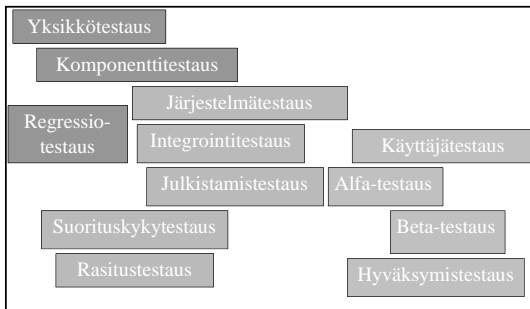 Yksikkötestaus
Komponenttitestaus
Järjestelmätestaus
Regressio-
testaus
Integrointitestaus
Käyttäjätestaus
Julkistamistestaus
Alfa-testaus
Suorituskykytestaus
Beta-testaus
Rasitustestaus
Hyväksymistestaus